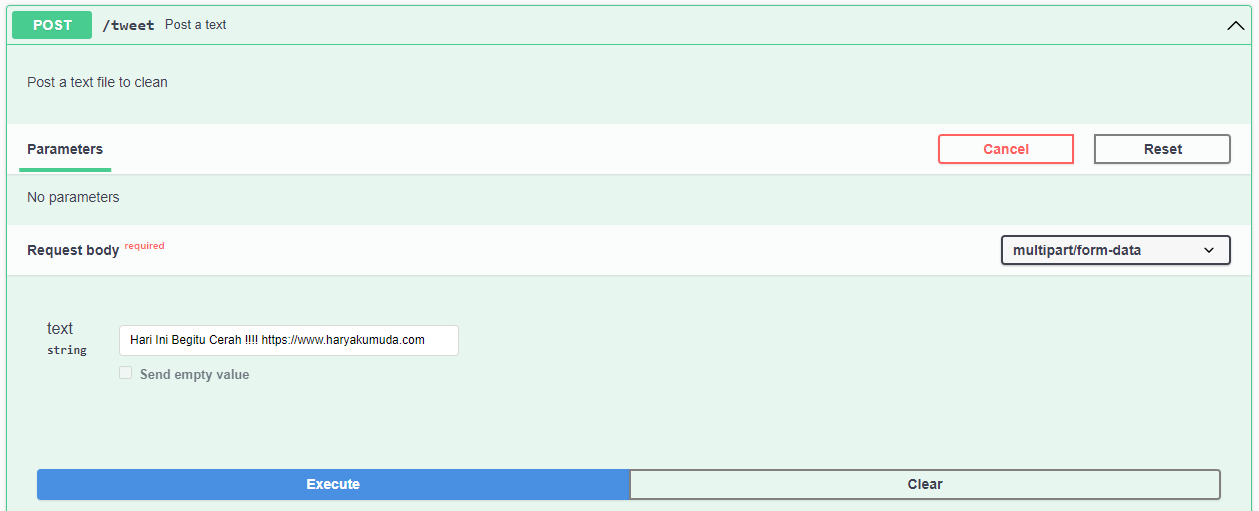 POST /tweet Post a text
Post a text file to clean
Parameters Cancel Reset
No parameters
Request body required multipart/form-data
text
string
Hari Ini Begitu Cerah !!!! https://www.haryakumuda.com
Send empty value
Execute Clear